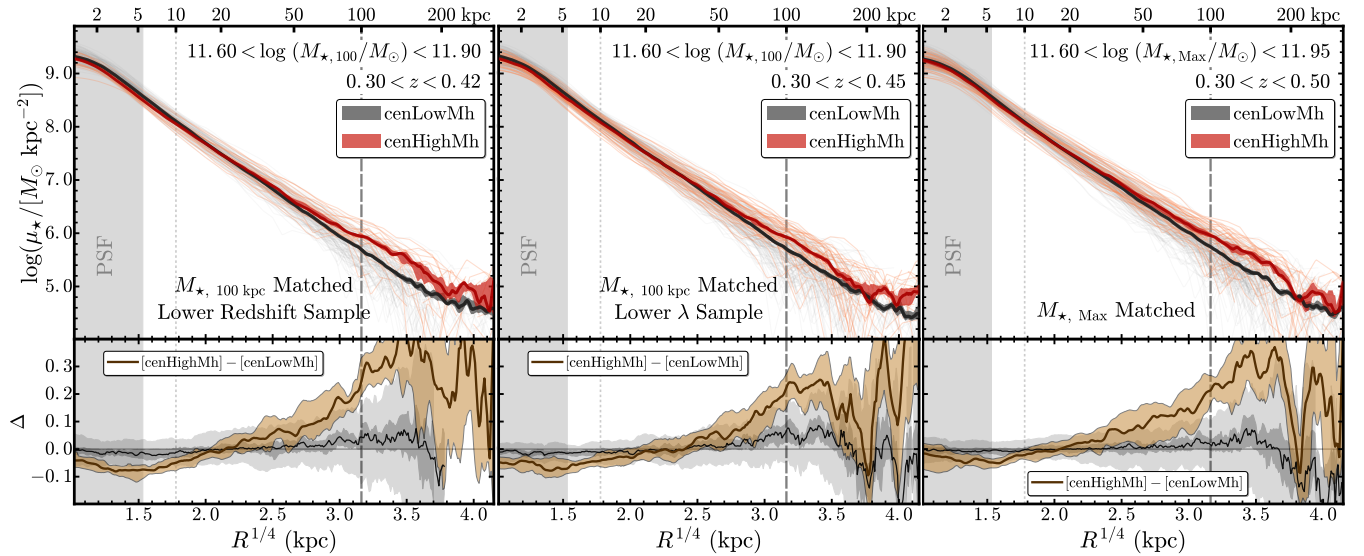 2 5 10 20 50 100 200 kpc
2 5 10 20 50 100 200 kpc
2 5 10 20 50 95 200 kpc
11.60 < log (M⋆,100/M⊙) < 11.90
0.30 < z < 0.42
cenLowMh
cenHighMh
11.60 < log (M⋆,100/M⊙) < 11.90
0.30 < z < 0.45
cenLowMh
cenHighMh
11.60 < log (M⋆,Max/M⊙) < 11.95
0.30 < z < 0.50
cenLowMh
cenHighMh
log(μ⋆/[M⊙ kpc−2])
9.0
8.0
7.0
6.0
5.0
PSF
M⋆, 100 kpc Matched
Lower Redshift Sample
PSF
M⋆, 100 kpc Matched
Lower λ Sample
PSF
M⋆, Max Matched
[cenHighMh]−[cenLowMh]
[cenHighMh]−[cenLowMh]
[cenHighMh]−[cenLowMh]
Δ
0.3
0.2
0.1
0.0
−0.1
1.5 2.0 2.5 3.0 3.5 4.0
1.5 2.0 2.5 3.0 3.5 4.0
1.5 2.0 2.5 3.0 3.5 4.0
R1/4 (kpc)
R1/4 (kpc)
R1/4 (kpc)